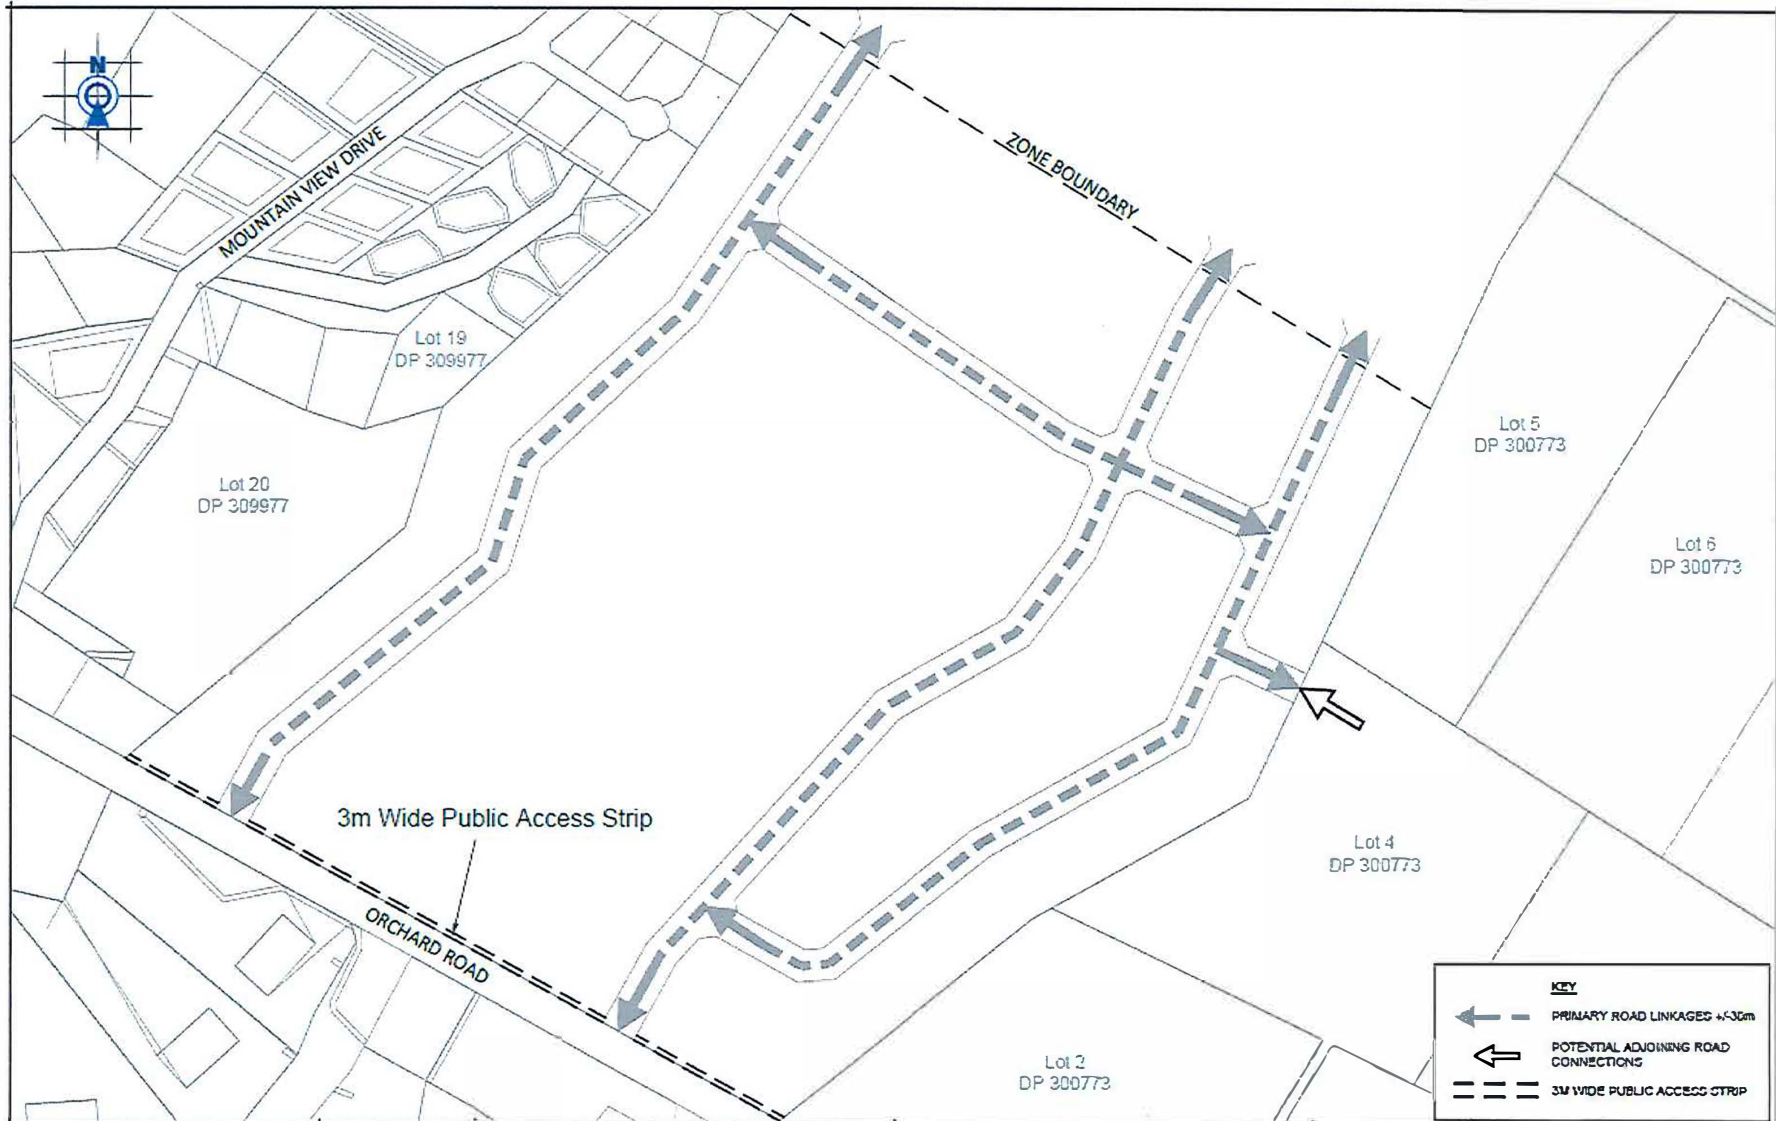 N
MOUNTAIN VIEW DRIVE
ZONE BOUNDARY
Lot 19
DP 309977
Lot 20
DP 309977
Lot 5
DP 300773
Lot 6
DP 300773
3m Wide Public Access Strip
Lot 4
DP 300773
ORCHARD ROAD
Lot 2
DP 300773
KEY
PRIMARY ROAD LINKAGES +/-30m
POTENTIAL ADJOINING ROAD
CONNECTIONS
3M WIDE PUBLIC ACCESS STRIP